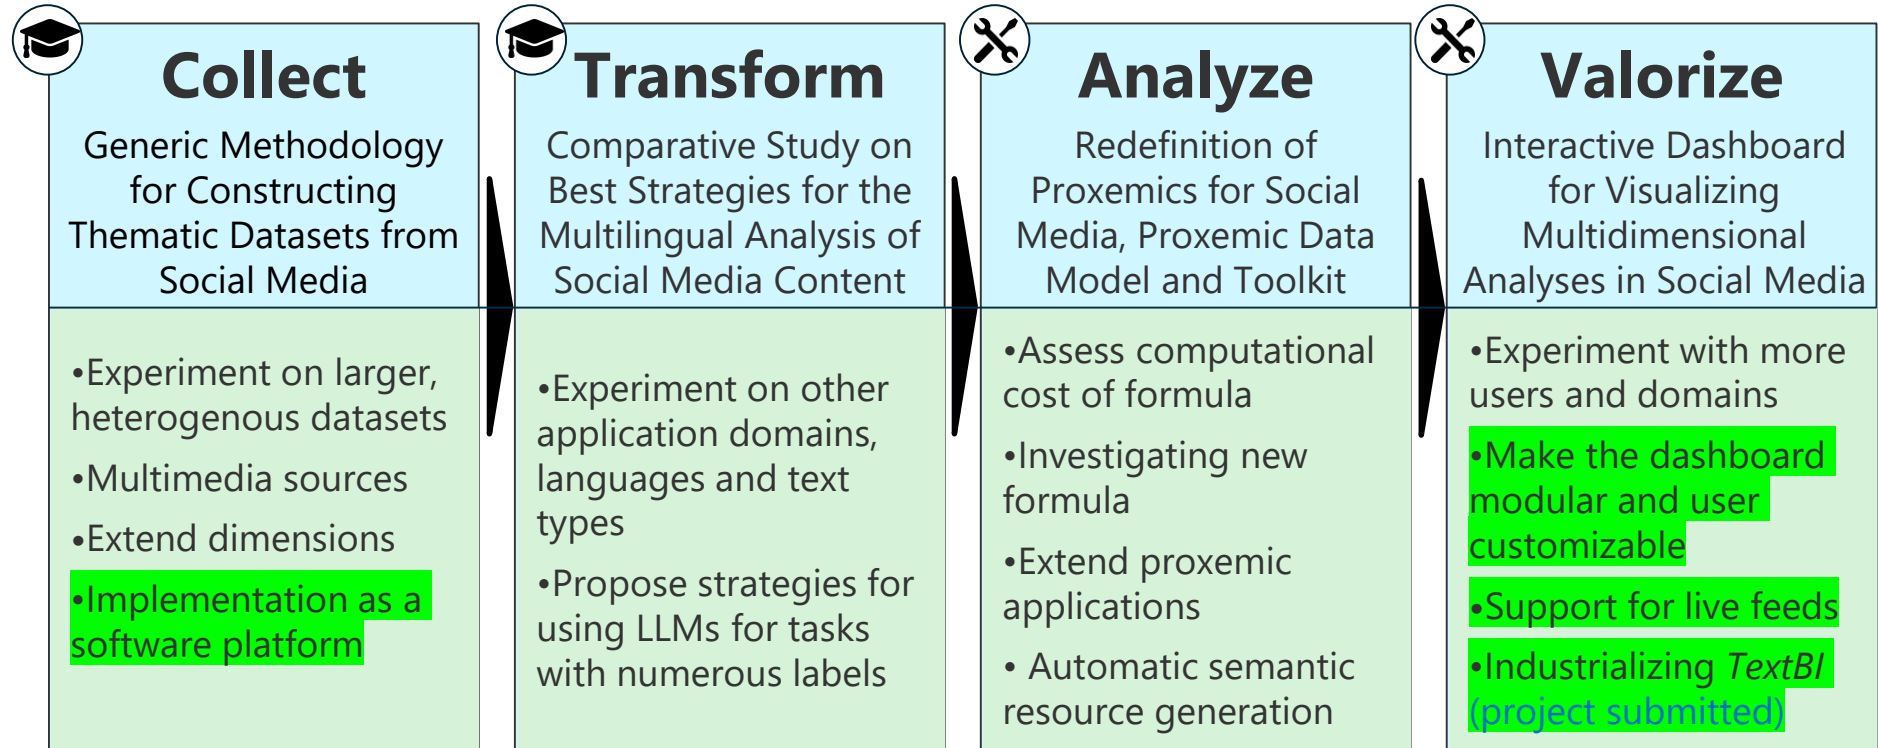 Collect
Generic Methodology
for Constructing
Thematic Datasets from
Social Media
•Experiment on larger,
heterogenous datasets
•Multimedia sources
•Extend dimensions
•Implementation as a
software platform
Transform
Comparative Study on
Best Strategies for the
Multilingual Analysis of
Social Media Content
•Experiment on other
application domains,
languages and text
types
•Propose strategies for
using LLMs for tasks
with numerous labels
Analyze
Redefinition of
Proxemics for Social
Media, Proxemic Data
Model and Toolkit
•Assess computational
cost of formula
•Investigating new
formula
•Extend proxemic
applications
• Automatic semantic
resource generation
Valorize
Interactive Dashboard
for Visualizing
Multidimensional
Analyses in Social Media
•Experiment with more
users and domains
•Make the dashboard
modular and user
customizable
•Support for live feeds
•Industrializing TextBI
(project submitted)